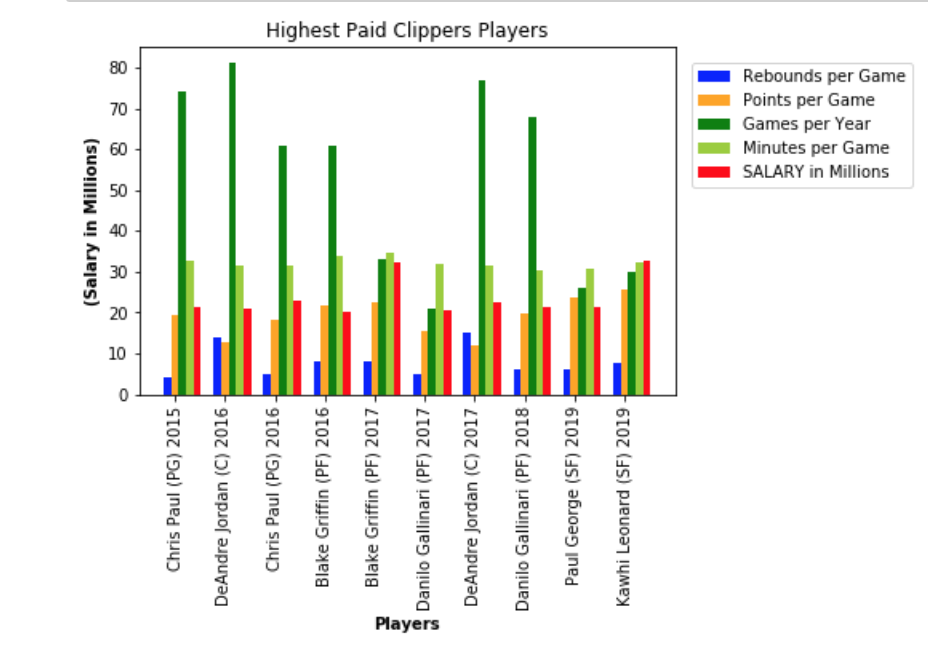 Highest Paid Clippers Players
(Salary in Millions)
80
70
60
50
40
30
20
10
0
Rebounds per Game
Points per Game
Games per Year
Minutes per Game
SALARY in Millions
Chris Paul (PG) 2015
DeAndre Jordan (C) 2016
Chris Paul (PG) 2016
Blake Griffin (PF) 2016
Blake Griffin (PF) 2017
Danilo Gallinari (PF) 2017
DeAndre Jordan (C) 2017
Danilo Gallinari (PF) 2018
Paul George (SF) 2019
Kawhi Leonard (SF) 2019
Players